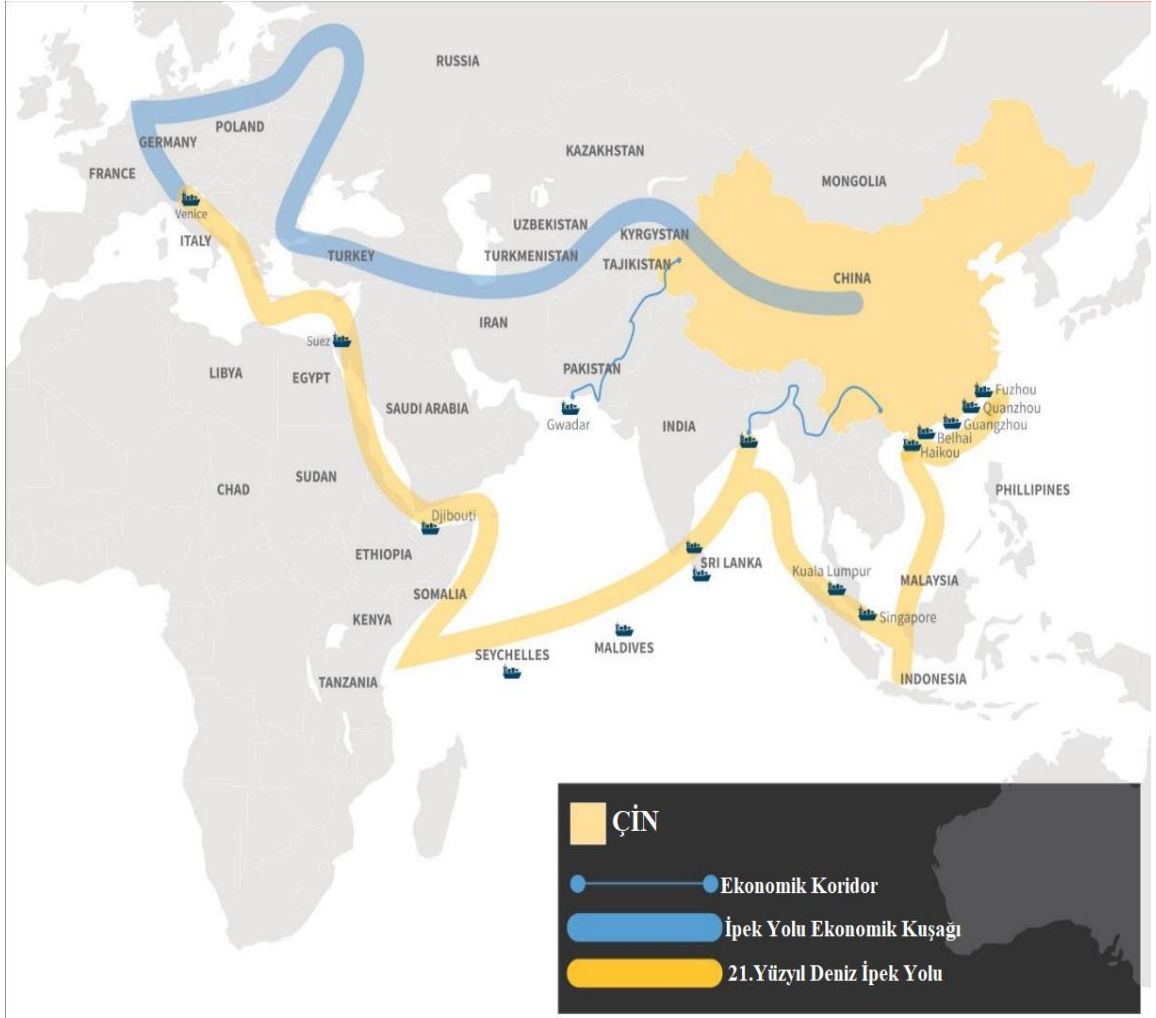 RUSSIA
POLAND
GERMANY
KAZAKHSTAN
FRANCE
MONGOLIA
Venice
UZBEKISTAN
KYRGYSTAN
ITALY
TURKEY
TURKMENISTAN
TAJIKISTAN
CHINA
IRAN
Suez
LIBYA
EGYPT
PAKISTAN
SAUDI ARABIA
Gwadar
INDIA
Fuzhou
Quanzhou
Guangzhou
Belhai
Haikou
SUDAN
CHAD
PHILLIPINES
Djibouti
ETHIOPIA
SRI LANKA
Kuala Lumpur
MALAYSIA
SOMALIA
Singapore
KENYA
MALDIVES
SEYCHELLES
TANZANIA
INDONESIA
ÇİN
Ekonomik Koridor
İpek Yolu Ekonomik Kuşağı
21.Yüzyıl Deniz İpek Yolu